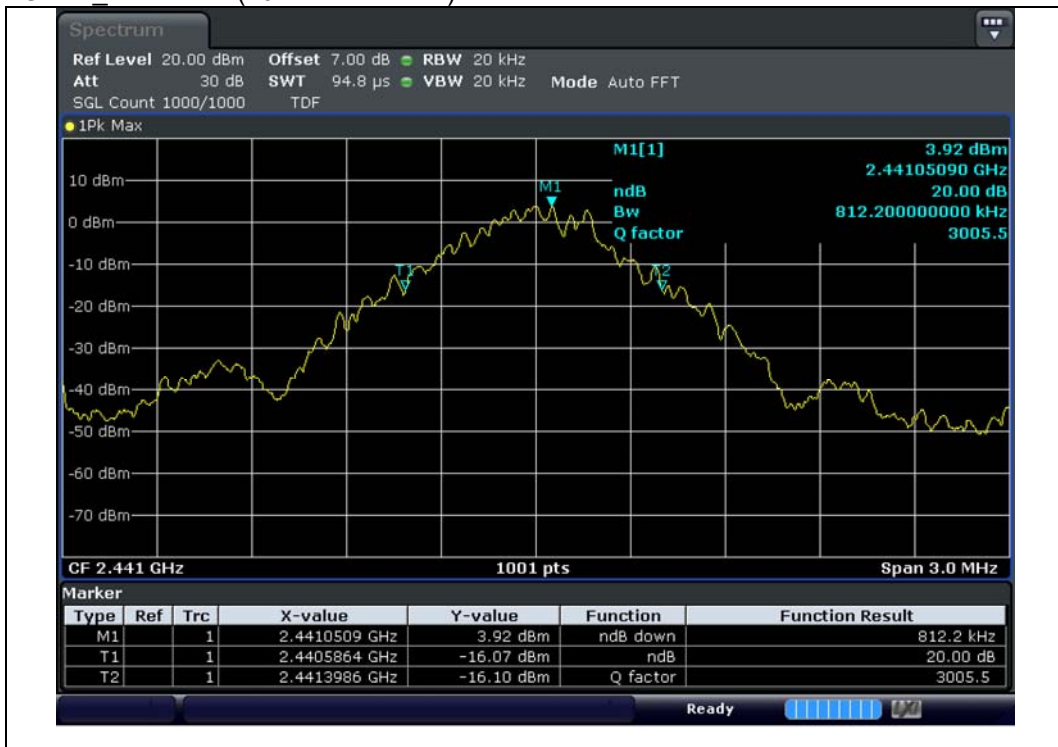 Spectrum
Ref Level 20.00 dBm Offset 7.00 dB RBW 20 kHz
Att 30 dB SWT 94.8 µs VBW 20 kHz Mode Auto FFT
SGL Count 1000/1000 TDF
1Pk Max
M1[1] 3.92 dBm
2.44105090 GHz
ndB 20.00 dB
Bw 812.200000000 kHz
Q factor 3005.5
10 dBm
M1
0 dBm
-10 dBm
T1
T2
-20 dBm
-30 dBm
-40 dBm
-50 dBm
-60 dBm
-70 dBm
CF 2.441 GHz 1001 pts Span 3.0 MHz
Marker
Type Ref Trc X-value Y-value Function Function Result
M1 1 2.4410509 GHz 3.92 dBm ndB down 812.2 kHz
T1 1 2.4405864 GHz -16.07 dBm ndB 20.00 dB
T2 1 2.4413986 GHz -16.10 dBm Q factor 3005.5
Ready